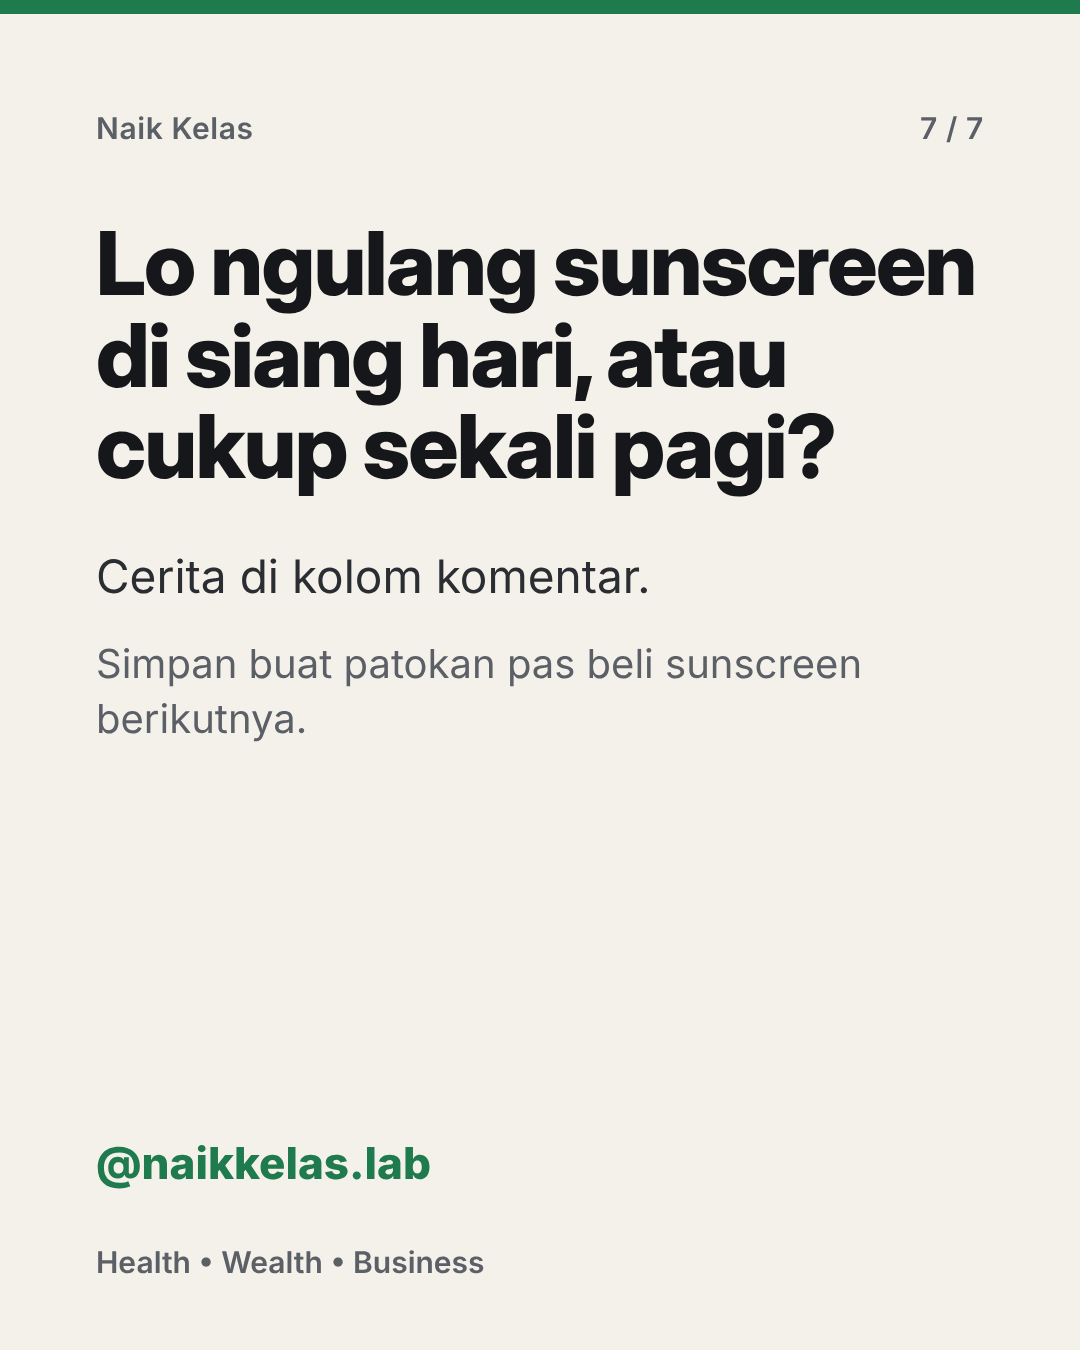 Naik Kelas
7 / 7
Lo ngulang sunscreen
di siang hari, atau
cukup sekali pagi?
Cerita di kolom komentar.
Simpan buat patokan pas beli sunscreen
berikutnya.
@naikkelas.lab
Health • Wealth • Business